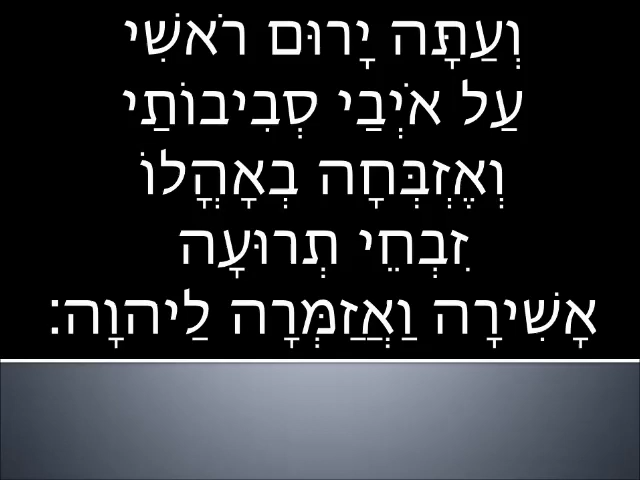 וְעַתָּה יָרוּם רֹאשִׁי
עַל אֹיְבַי סְבִיבוֹתַי
וְאֶזְבְּחָה בְאָהֳלוֹ
זִבְחֵי תְרוּעָה
אָשִׁירָה וַאֲזַמְּרָה לַיהוָה: